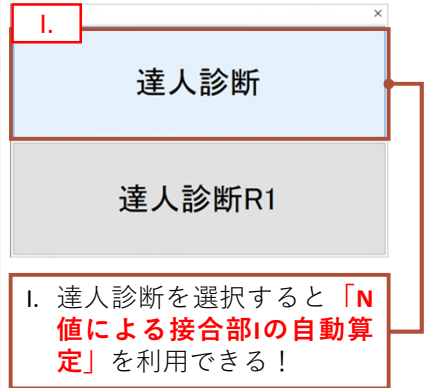 I.
×
達人診断
達人診断R1
I. 達人診断を選択すると「N
値による接合部Iの自動算
定」を利用できる！